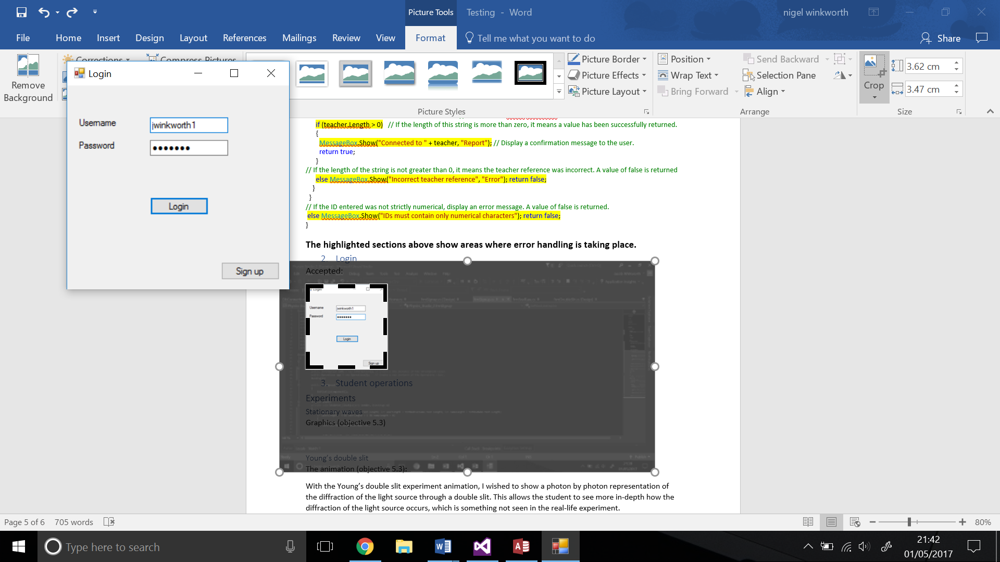 Picture Tools
Testing - Word
nigel winkworth
File Home Insert Design Layout References Mailings Review View Format Tell me what you want to do Share
Corrections Compress Pictures
Remove
Background
Picture Border
Picture Effects
Picture Layout
Picture Styles
Position
Wrap Text
Bring Forward
Send Backward
Selection Pane
Align
Arrange
Crop
3.62 cm
3.47 cm
Size
Login
Username jwinkworth1
Password •••••••
Login
Sign up
if (teacher.Length > 0) // If the length of this string is more than zero, it means a value has been successfully returned.
{
MessageBox.Show("Connected to " + teacher, "Report"); // Display a confirmation message to the user.
return true;
}
// If the length of the string is not greater than 0, it means the teacher reference was incorrect. A value of false is returned
else MessageBox.Show("Incorrect teacher reference", "Error"); return false;
}
}
// If the ID entered was not strictly numerical, display an error message. A value of false is returned.
else MessageBox.Show("IDs must contain only numerical characters"); return false;
}
The highlighted sections above show areas where error handling is taking place.
2. Login
Accepted:
Login
Username jwinkworth1
Password •••••••
Login
Sign up
3. Student operations
Experiments
Stationary waves
Graphics (objective 5.3)
Young's double slit
The animation (objective 5.3):
With the Young's double slit experiment animation, I wished to show a photon by photon representation of
the diffraction of the light source through a double slit. This allows the student to see more in-depth how the
diffraction of the light source occurs, which is something not seen in the real-life experiment.
Page 5 of 6 705 words
80%
Type here to search
21:42
01/05/2017